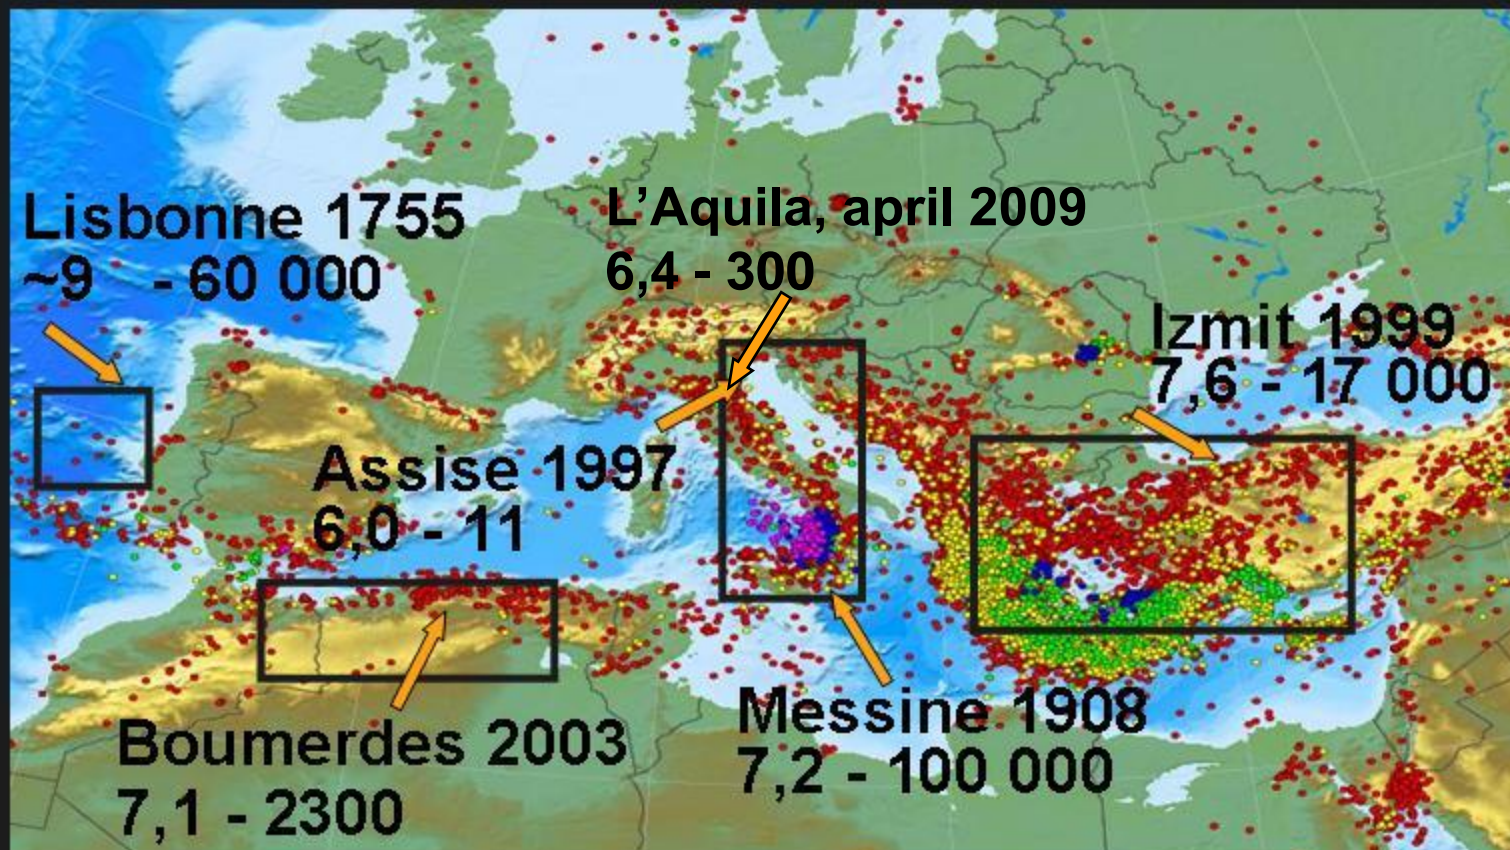 Lisbonne 1755
~9 - 60 000
L’Aquila, april 2009
6,4 - 300
Izmit 1999
7,6 - 17 000
Assise 1997
6,0 - 11
Boumerdes 2003
7,1 - 2300
Messine 1908
7,2 - 100 000